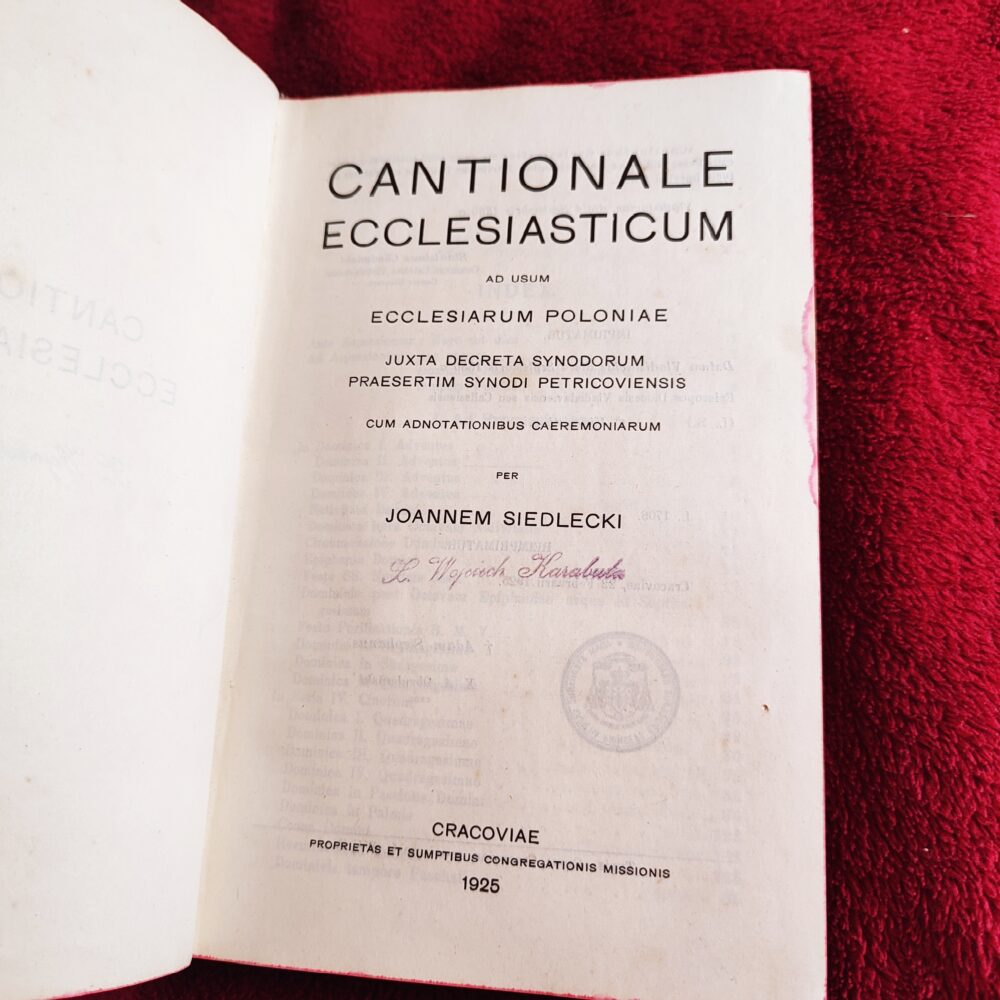 CANTIONALE
ECCLESIASTICUM
AD USUM
ECCLESIARUM POLONIAE
JUXTA DECRETA SYNODORUM
PRAESERTIM SYNODI PETRICOVIENSIS
CUM ADNOTATIONIBUS CAEREMONIARUM
PER
JOANNEM SIEDLECKI
Wojciech Karabuła
CRACOVIAE
PROPRIETAS ET SUMPTIBUS CONGREGATIONIS MISSIONIS
1925